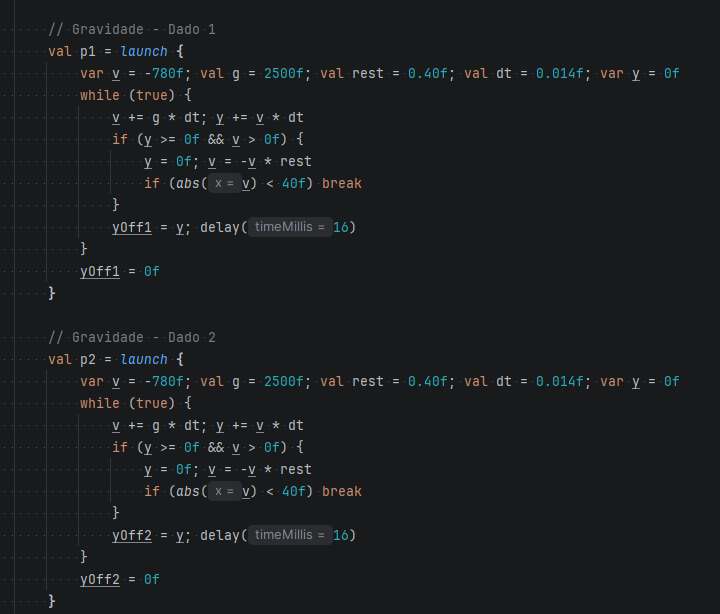 // Gravidade - Dado 1
val p1 = launch {
var v = -780f; val g = 2500f; val rest = 0.40f; val dt = 0.014f; var y = 0f
while (true) {
v += g * dt; y += v * dt
if (y >= 0f && v > 0f) {
y = 0f; v = -v * rest
if (abs( x = v) < 40f) break
}
yOff1 = y; delay( timeMillis = 16)
}
yOff1 = 0f
}
// Gravidade - Dado 2
val p2 = launch {
var v = -780f; val g = 2500f; val rest = 0.40f; val dt = 0.014f; var y = 0f
while (true) {
v += g * dt; y += v * dt
if (y >= 0f && v > 0f) {
y = 0f; v = -v * rest
if (abs( x = v) < 40f) break
}
yOff2 = y; delay( timeMillis = 16)
}
yOff2 = 0f
}